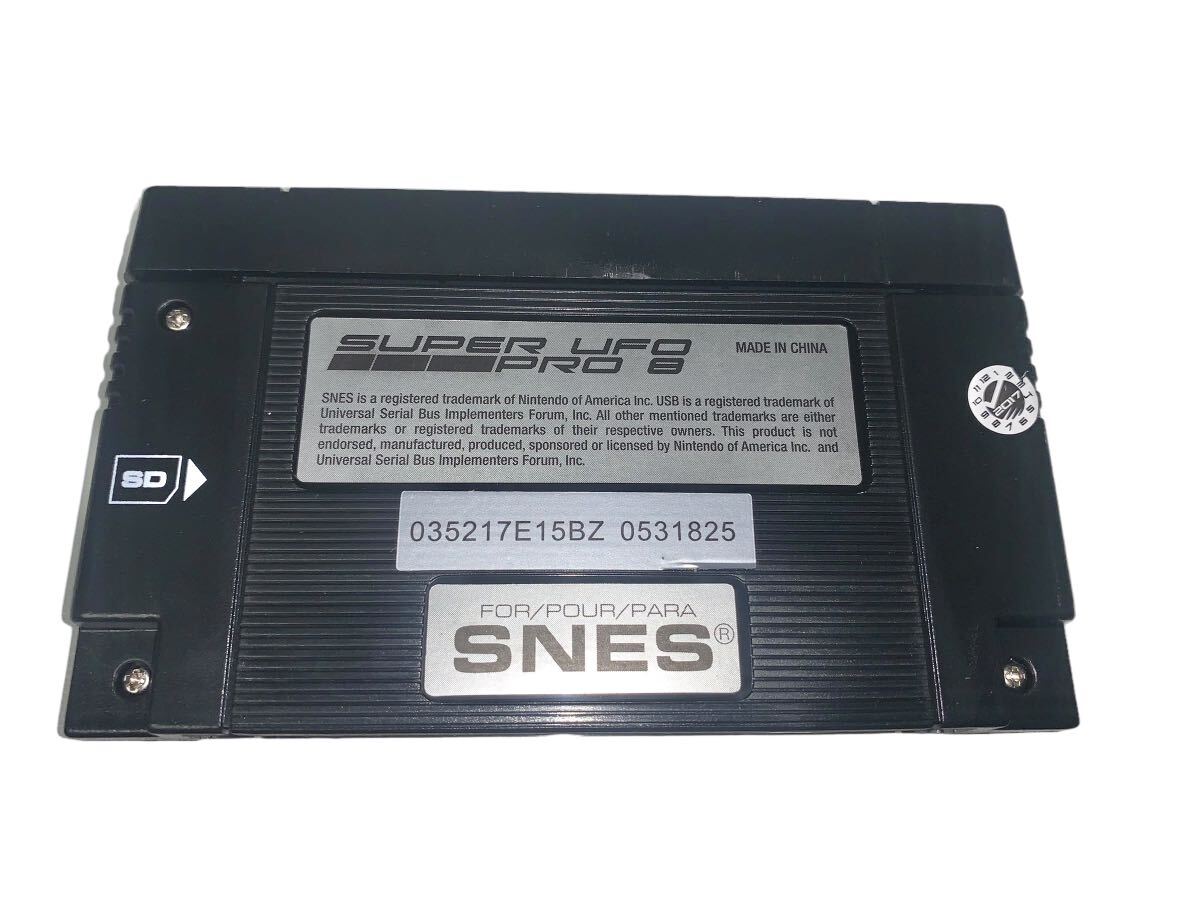 SUPER UFO
PRO 8
MADE IN CHINA
SNES is a registered trademark of Nintendo of America Inc. USB is a registered trademark of
Universal Serial Bus Implementers Forum, Inc. All other mentioned trademarks are either
trademarks or registered trademarks of their respective owners. This product is not
endorsed, manufactured, produced, sponsored or licensed by Nintendo of America Inc. and
Universal Serial Bus Implementers Forum, Inc.
SD
2017
035217E15BZ 0531825
FOR/POUR/PARA
SNES®